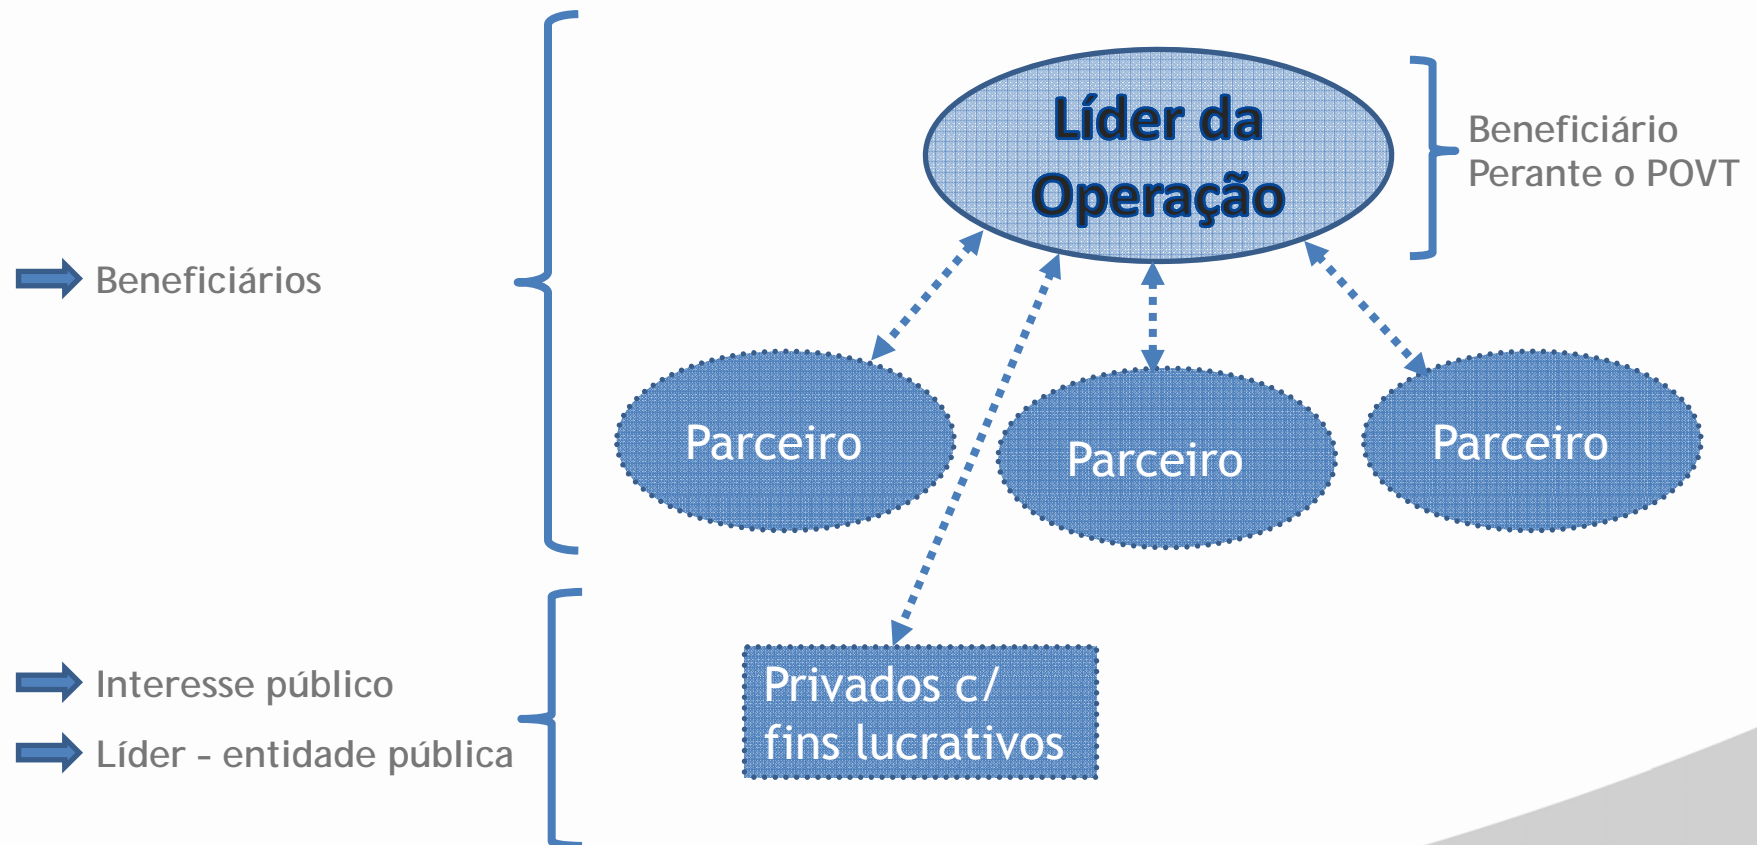 Líder da
Operação
Beneficiário
Perante o POVT
Beneficiários
Parceiro
Parceiro
Parceiro
Interesse público
Líder - entidade pública
Privados c/
fins lucrativos